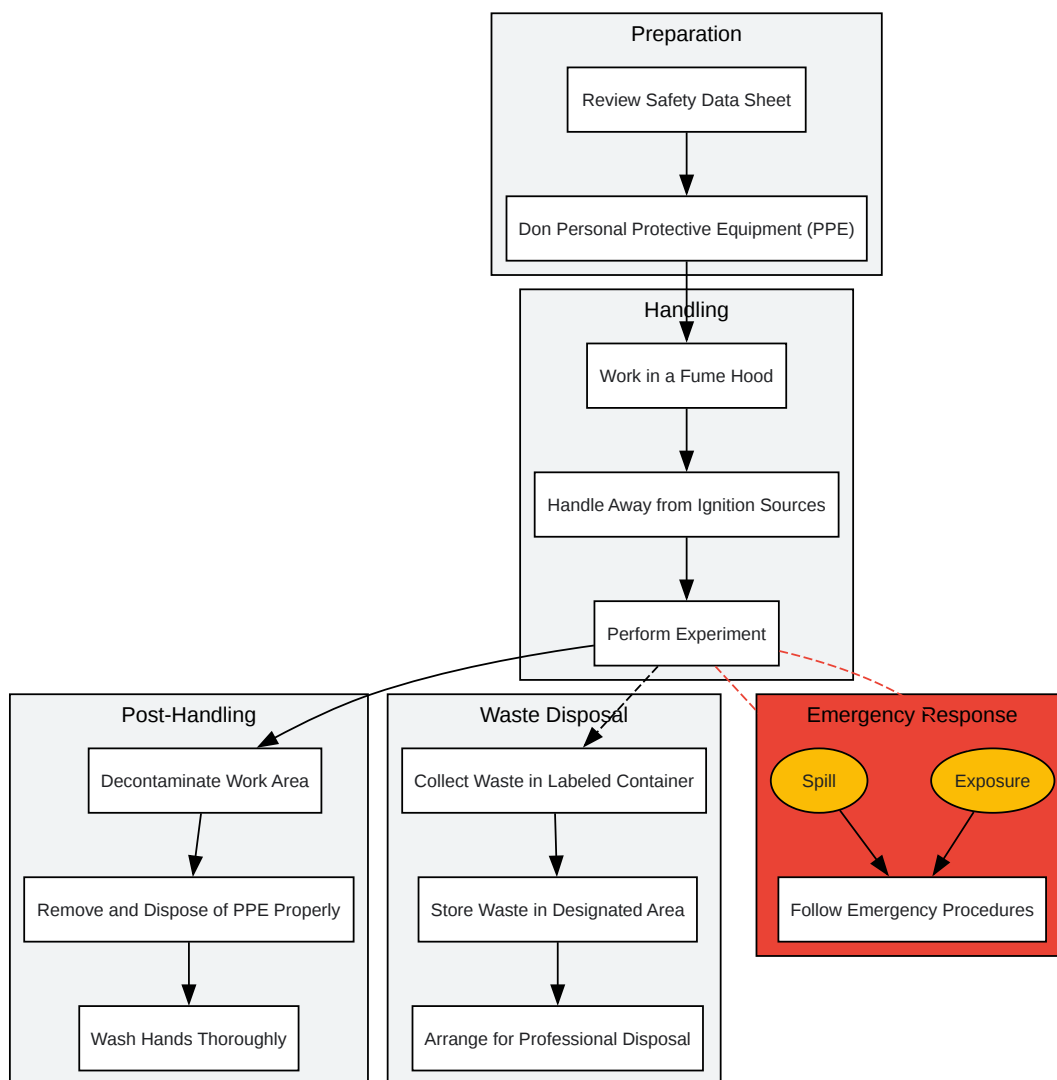 Preparation
Review Safety Data Sheet
Don Personal Protective Equipment (PPE)
Handling
Work in a Fume Hood
Handle Away from Ignition Sources
Perform Experiment
Post-Handling
Decontaminate Work Area
Remove and Dispose of PPE Properly
Wash Hands Thoroughly
Waste Disposal
Collect Waste in Labeled Container
Store Waste in Designated Area
Arrange for Professional Disposal
Emergency Response
Spill
Exposure
Follow Emergency Procedures